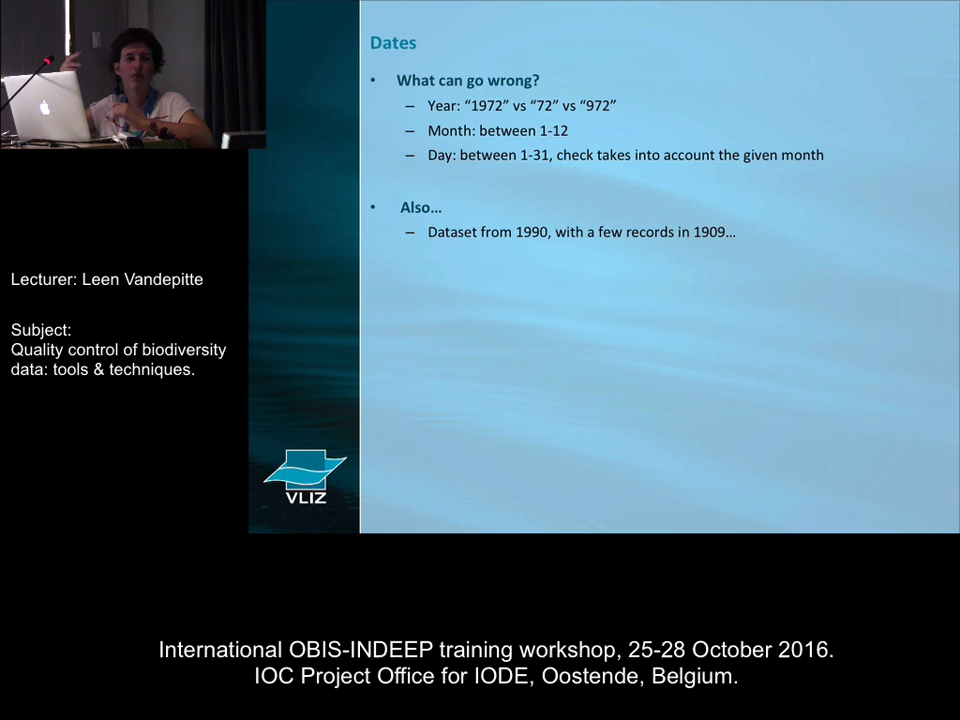 Dates
• What can go wrong?
– Year: “1972” vs “72” vs “972”
– Month: between 1-12
– Day: between 1-31, check takes into account the given month
• Also…
– Dataset from 1990, with a few records in 1909…
Lecturer: Leen Vandepitte
Subject:
Quality control of biodiversity
data: tools & techniques.
VLIZ
International OBIS-INDEEP training workshop, 25-28 October 2016.
IOC Project Office for IODE, Oostende, Belgium.